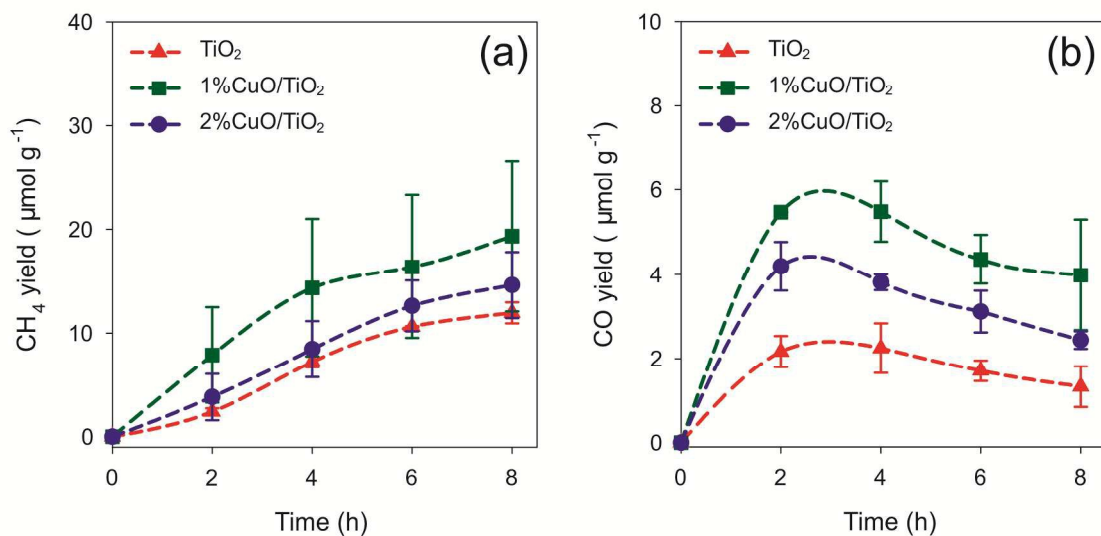 (a)
TiO₂
1%CuO/TiO₂
2%CuO/TiO₂
CH₄ yield ( µmol g⁻¹)
40
30
20
10
0
0 2 4 6 8
Time (h)
(b)
TiO₂
1%CuO/TiO₂
2%CuO/TiO₂
CO yield ( µmol g⁻¹)
10
8
6
4
2
0
0 2 4 6 8
Time (h)